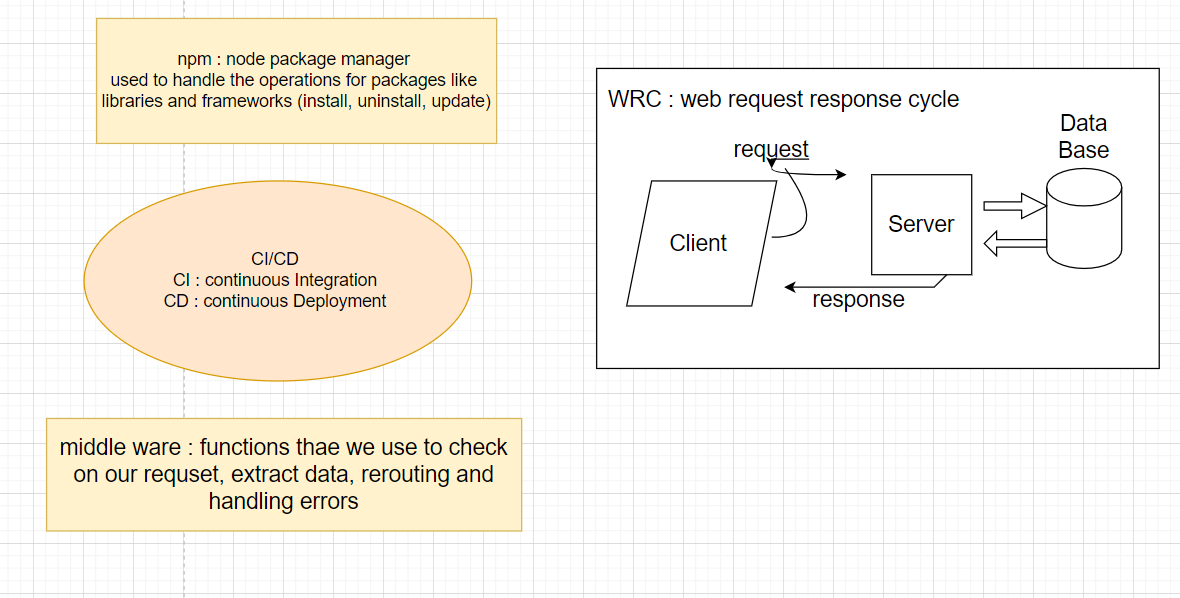 npm : node package manager
used to handle the operations for packages like
libraries and frameworks (install, uninstall, update)
CI/CD
CI : continuous Integration
CD : continuous Deployment
middle ware : functions thae we use to check
on our requset, extract data, rerouting and
handling errors
WRC : web request response cycle
request
Client
Server
Data
Base
response